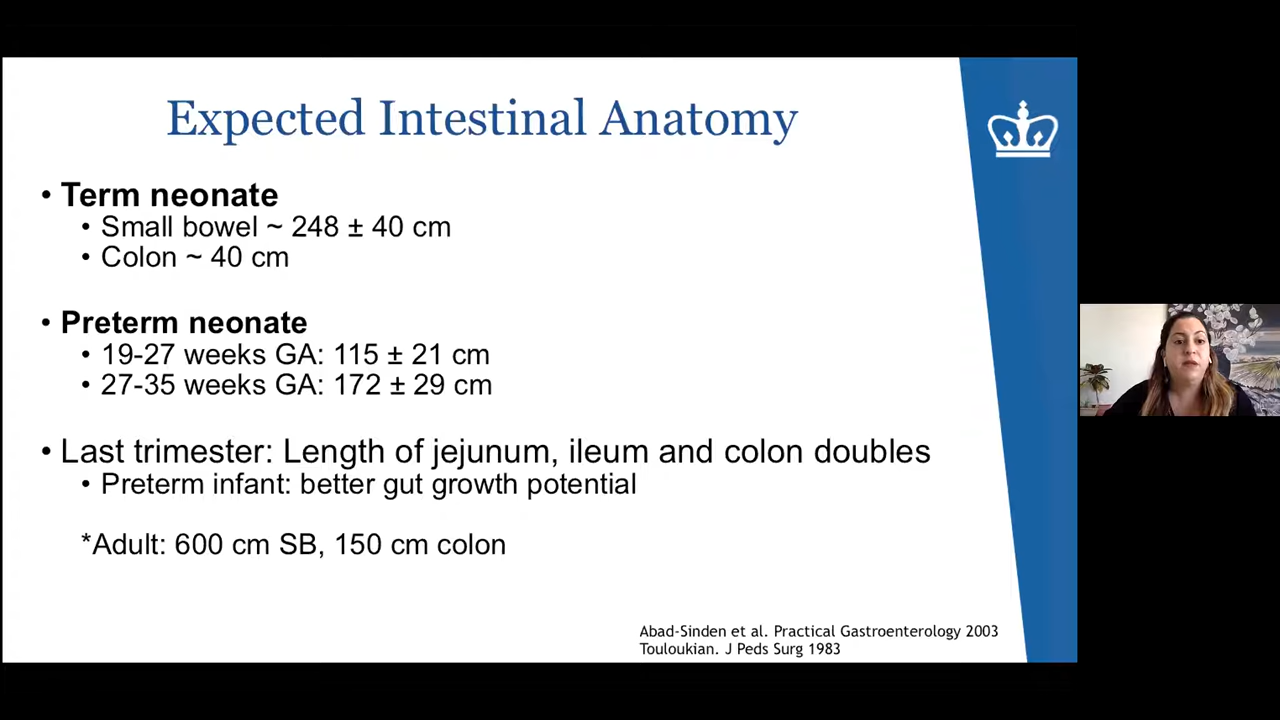 Expected Intestinal Anatomy
• Term neonate
• Small bowel ~ 248 ± 40 cm
• Colon ~ 40 cm
• Preterm neonate
• 19-27 weeks GA: 115 ± 21 cm
• 27-35 weeks GA: 172 ± 29 cm
• Last trimester: Length of jejunum, ileum and colon doubles
• Preterm infant: better gut growth potential
*Adult: 600 cm SB, 150 cm colon
Abad-Sinden et al. Practical Gastroenterology 2003
Touloukian. J Peds Surg 1983